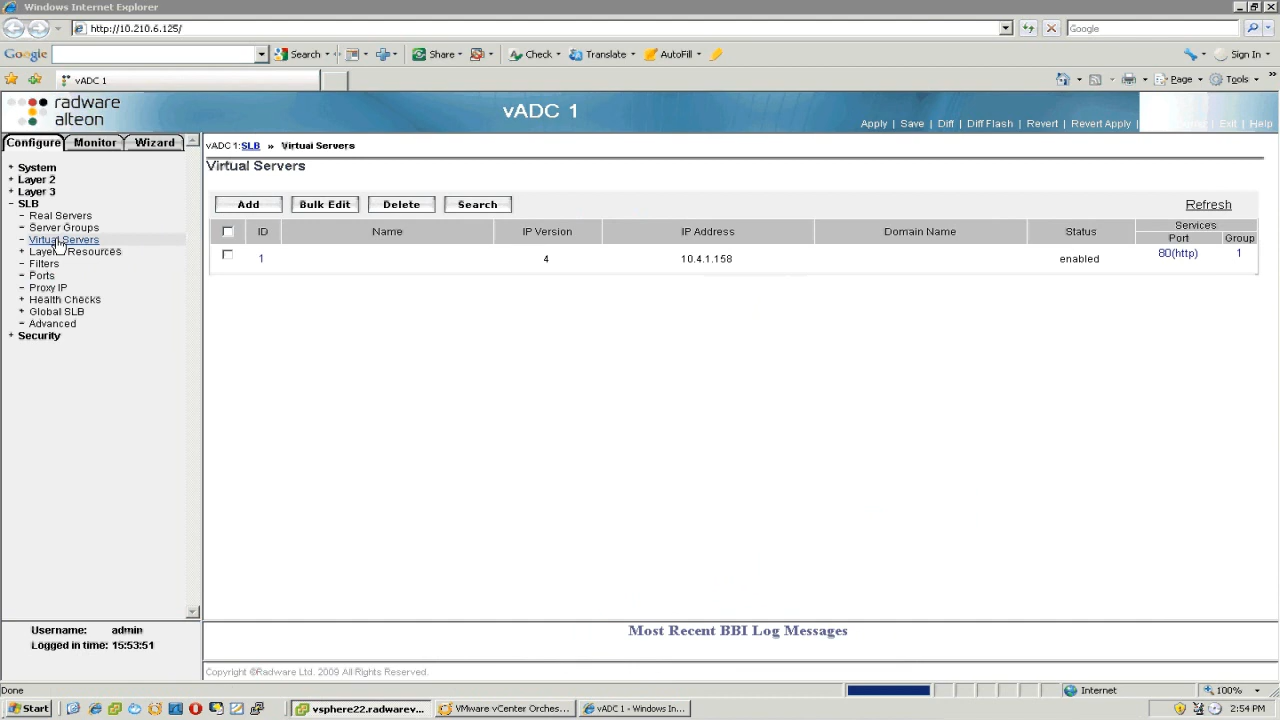 Windows Internet Explorer
http://10.210.6.125/
Google
Google Search Share Check Translate AutoFill Sign In
vADC 1
Page Tools
radware
alteon
vADC 1
Apply | Save | Diff | Diff Flash | Revert | Revert Apply | Exit | Help
Configure Monitor Wizard
System
Layer 2
Layer 3
SLB
Real Servers
Server Groups
Virtual Servers
Resources
Filters
Ports
Proxy IP
Health Checks
Global SLB
Advanced
Security
vADC 1:SLB » Virtual Servers
Virtual Servers
Add Bulk Edit Delete Search Refresh
ID Name IP Version IP Address Domain Name Status Services
Port Group
1 4 10.4.1.158 enabled 80(http) 1
Username: admin
Logged in time: 15:53:51
Most Recent BBI Log Messages
Copyright ©Radware Ltd. 2009 All Rights Reserved.
Done Internet 100%
Start vsphere22.radwarev... VMware vCenter Orches... vADC 1 - Windows In... 2:54 PM